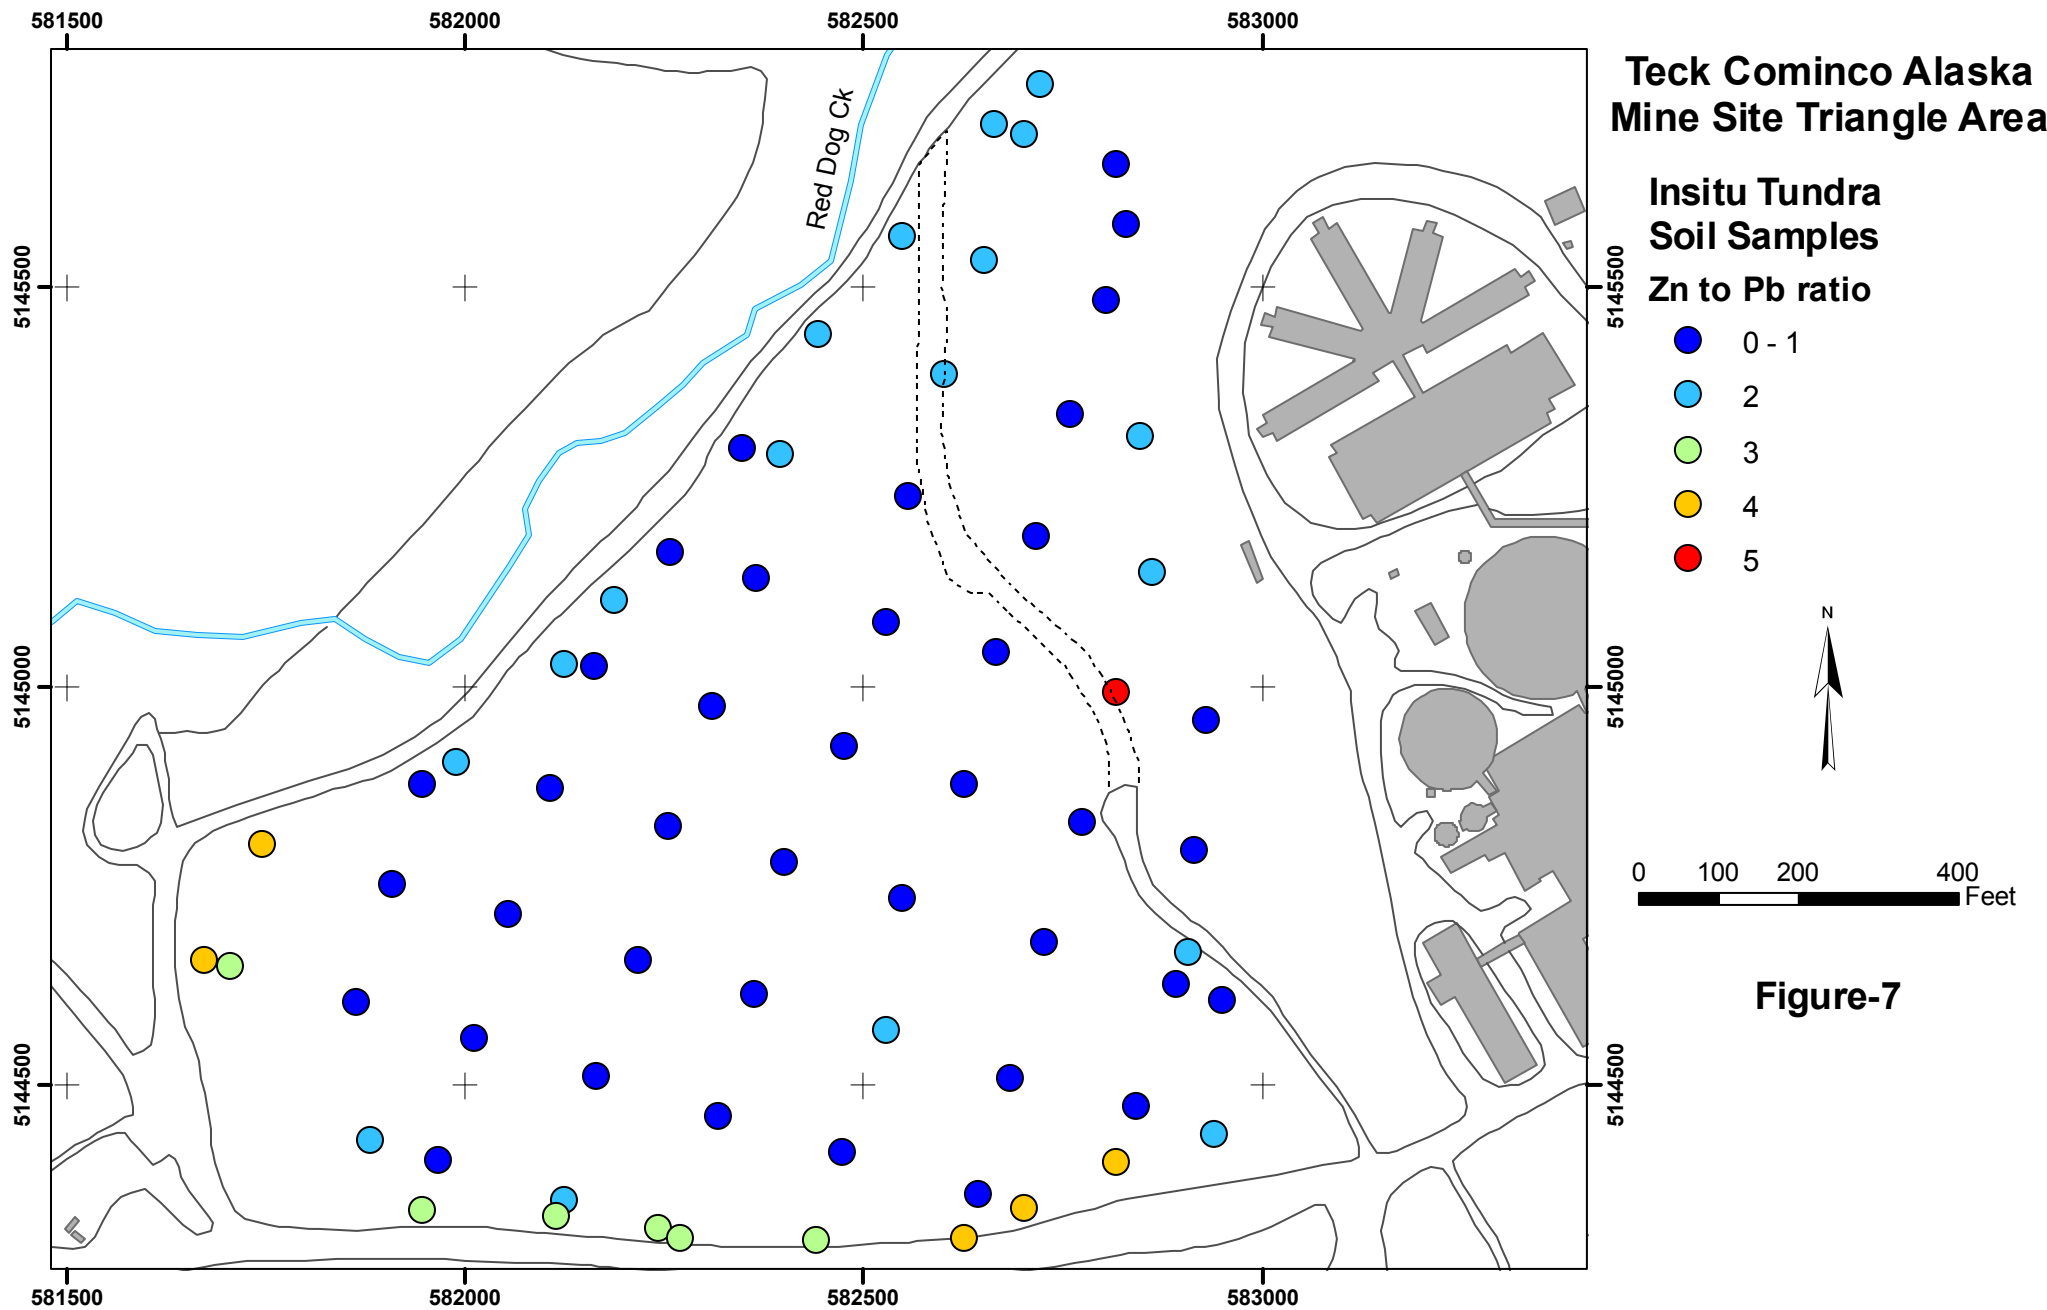 581500
582000
582500
583000
Teck Cominco Alaska
Mine Site Triangle Area
Red Dog Ck
Insitu Tundra
Soil Samples
Zn to Pb ratio
0 - 1
2
3
4
5
5145500
5145500
5145000
5145000
5144500
5144500
N
0 100 200 400
Feet
Figure-7
581500
582000
582500
583000